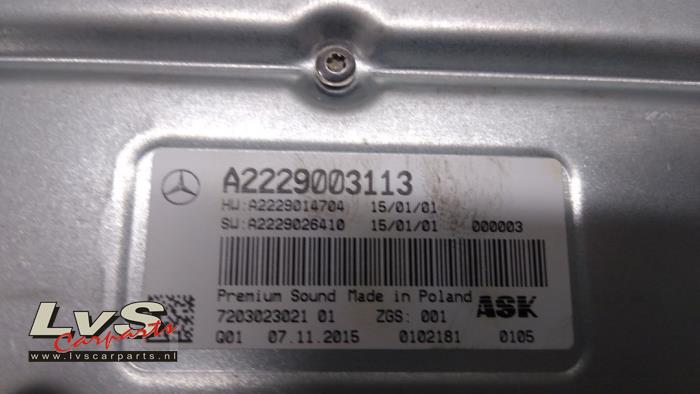 A2229003113
HW:A2229014704 15/01/01
SW:A2229026410 15/01/01 000003
Premium Sound Made in Poland ASK
7203023021 01 ZGS: 001
Q01 07.11.2015 0102181 0105
LvS
Carparts
www.lvscarparts.nl